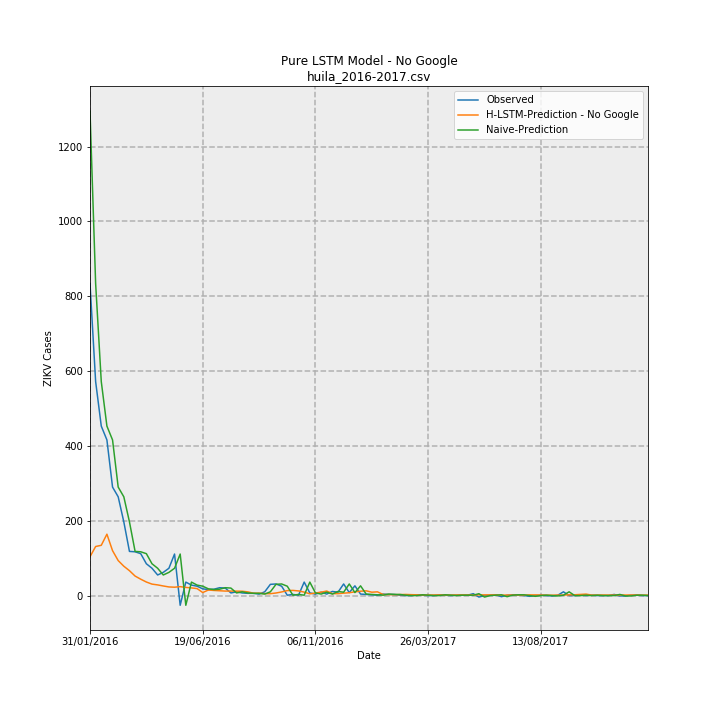 Pure LSTM Model - No Google
huila_2016-2017.csv
Observed
H-LSTM-Prediction - No Google
Naive-Prediction
1200
1000
800
600
400
200
0
ZIKV Cases
31/01/2016
19/06/2016
06/11/2016
26/03/2017
13/08/2017
Date